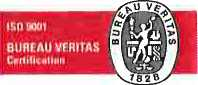 ISO 9001
BUREAU VERITAS
Certification
BUREAU VERITAS
1828